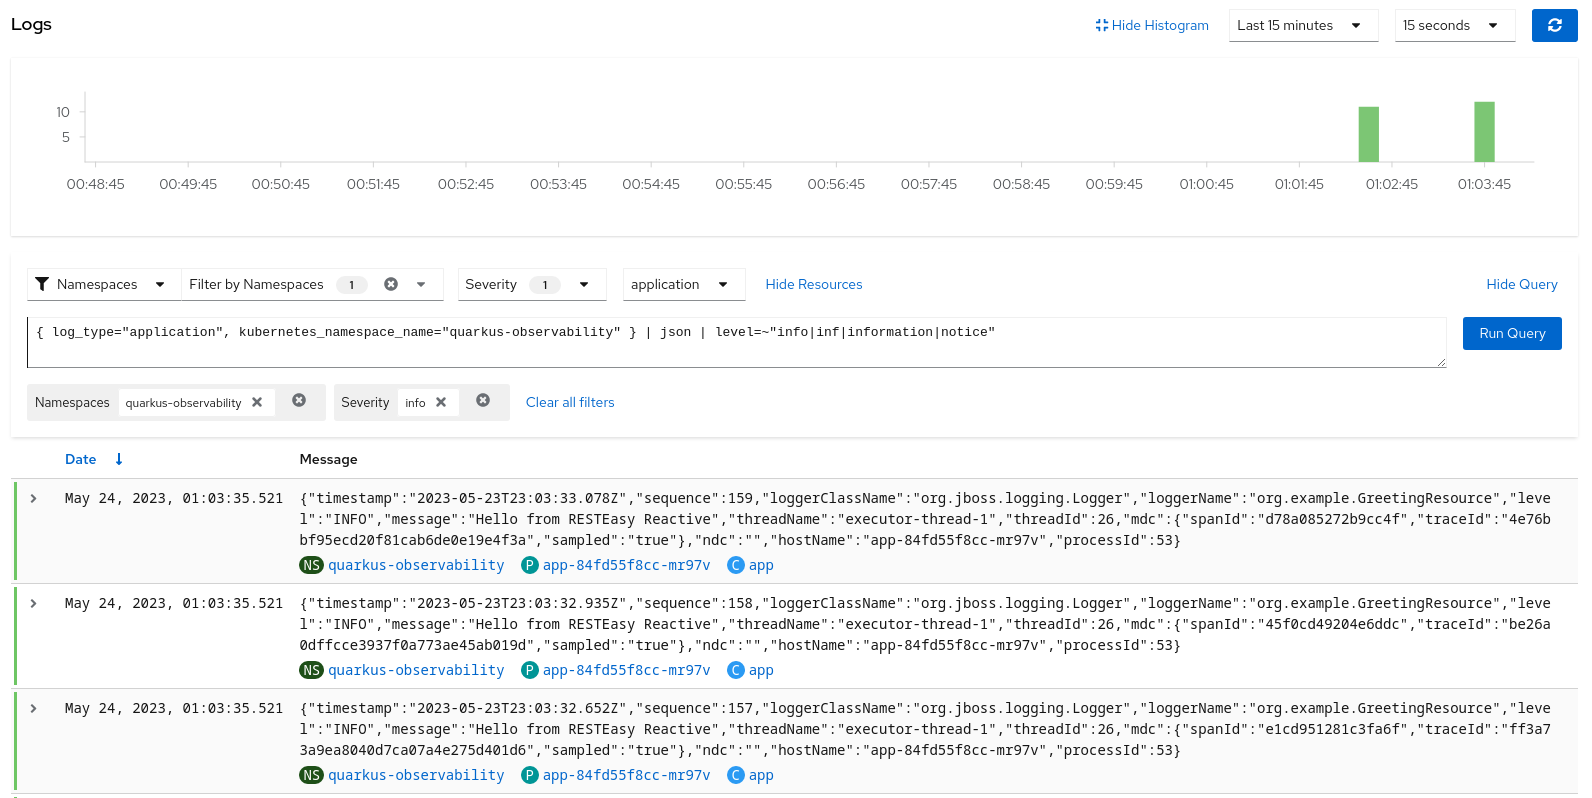 Logs
Hide Histogram
Last 15 minutes
15 seconds
10
5
00:48:45 00:49:45 00:50:45 00:51:45 00:52:45 00:53:45 00:54:45 00:55:45 00:56:45 00:57:45 00:58:45 00:59:45 01:00:45 01:01:45 01:02:45 01:03:45
Namespaces Filter by Namespaces 1 Severity 1 application Hide Resources Hide Query
{ log_type="application", kubernetes_namespace_name="quarkus-observability" } | json | level=~"info|inf|information|notice"
Run Query
Namespaces quarkus-observability Severity info Clear all filters
Date Message
May 24, 2023, 01:03:35.521 {"timestamp":"2023-05-23T23:03:33.078Z","sequence":159,"loggerClassName":"org.jboss.logging.Logger","loggerName":"org.example.GreetingResource","leve
l":"INFO","message":"Hello from RESTEasy Reactive","threadName":"executor-thread-1","threadId":26,"mdc":{"spanId":"d78a085272b9cc4f","traceId":"4e76b
bf95ecd20f81cab6de0e19e4f3a","sampled":"true"},"ndc":"","hostName":"app-84fd55f8cc-mr97v","processId":53}
NS quarkus-observability P app-84fd55f8cc-mr97v C app
May 24, 2023, 01:03:35.521 {"timestamp":"2023-05-23T23:03:32.935Z","sequence":158,"loggerClassName":"org.jboss.logging.Logger","loggerName":"org.example.GreetingResource","leve
l":"INFO","message":"Hello from RESTEasy Reactive","threadName":"executor-thread-1","threadId":26,"mdc":{"spanId":"45f0cd49204e6ddc","traceId":"be26a
0dffcce3937f0a773ae45ab019d","sampled":"true"},"ndc":"","hostName":"app-84fd55f8cc-mr97v","processId":53}
NS quarkus-observability P app-84fd55f8cc-mr97v C app
May 24, 2023, 01:03:35.521 {"timestamp":"2023-05-23T23:03:32.652Z","sequence":157,"loggerClassName":"org.jboss.logging.Logger","loggerName":"org.example.GreetingResource","leve
l":"INFO","message":"Hello from RESTEasy Reactive","threadName":"executor-thread-1","threadId":26,"mdc":{"spanId":"e1cd951281c3fa6f","traceId":"ff3a7
3a9ea8040d7ca07a4e275d401d6","sampled":"true"},"ndc":"","hostName":"app-84fd55f8cc-mr97v","processId":53}
NS quarkus-observability P app-84fd55f8cc-mr97v C app